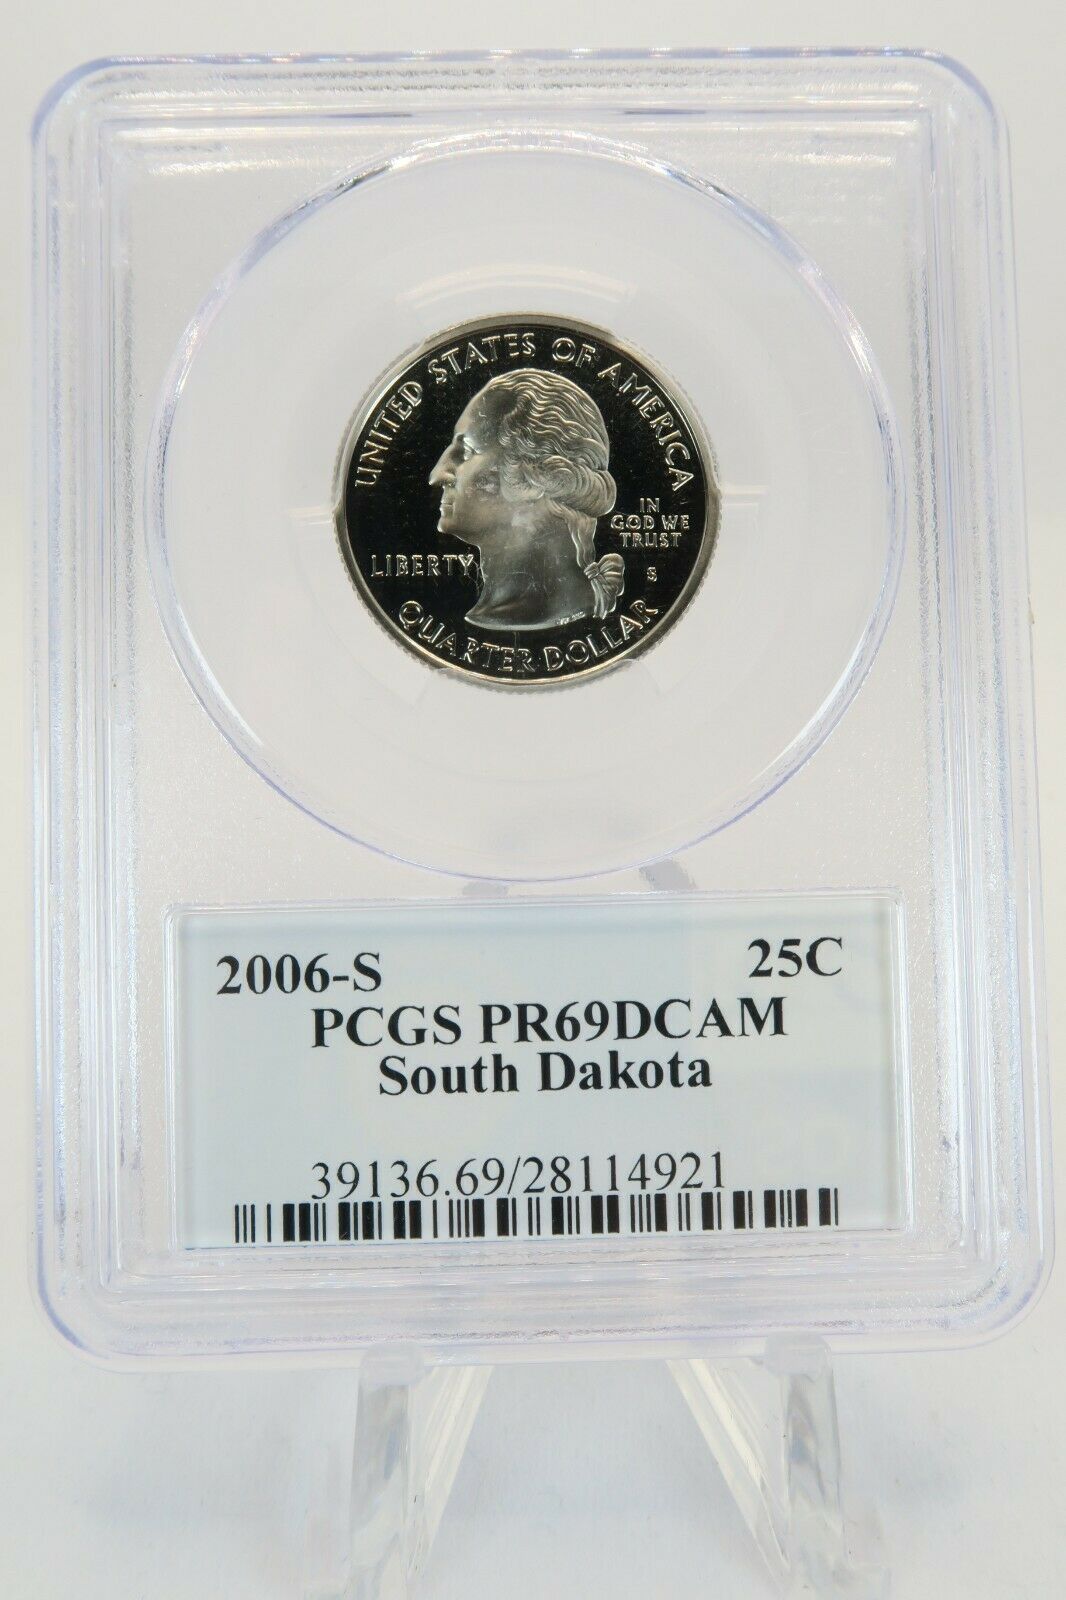 UNITED STATES OF AMERICA
IN
GOD WE
TRUST
LIBERTY
S
QUARTER DOLLAR
2006-S 25C
PCGS PR69DCAM
South Dakota
39136.69/28114921